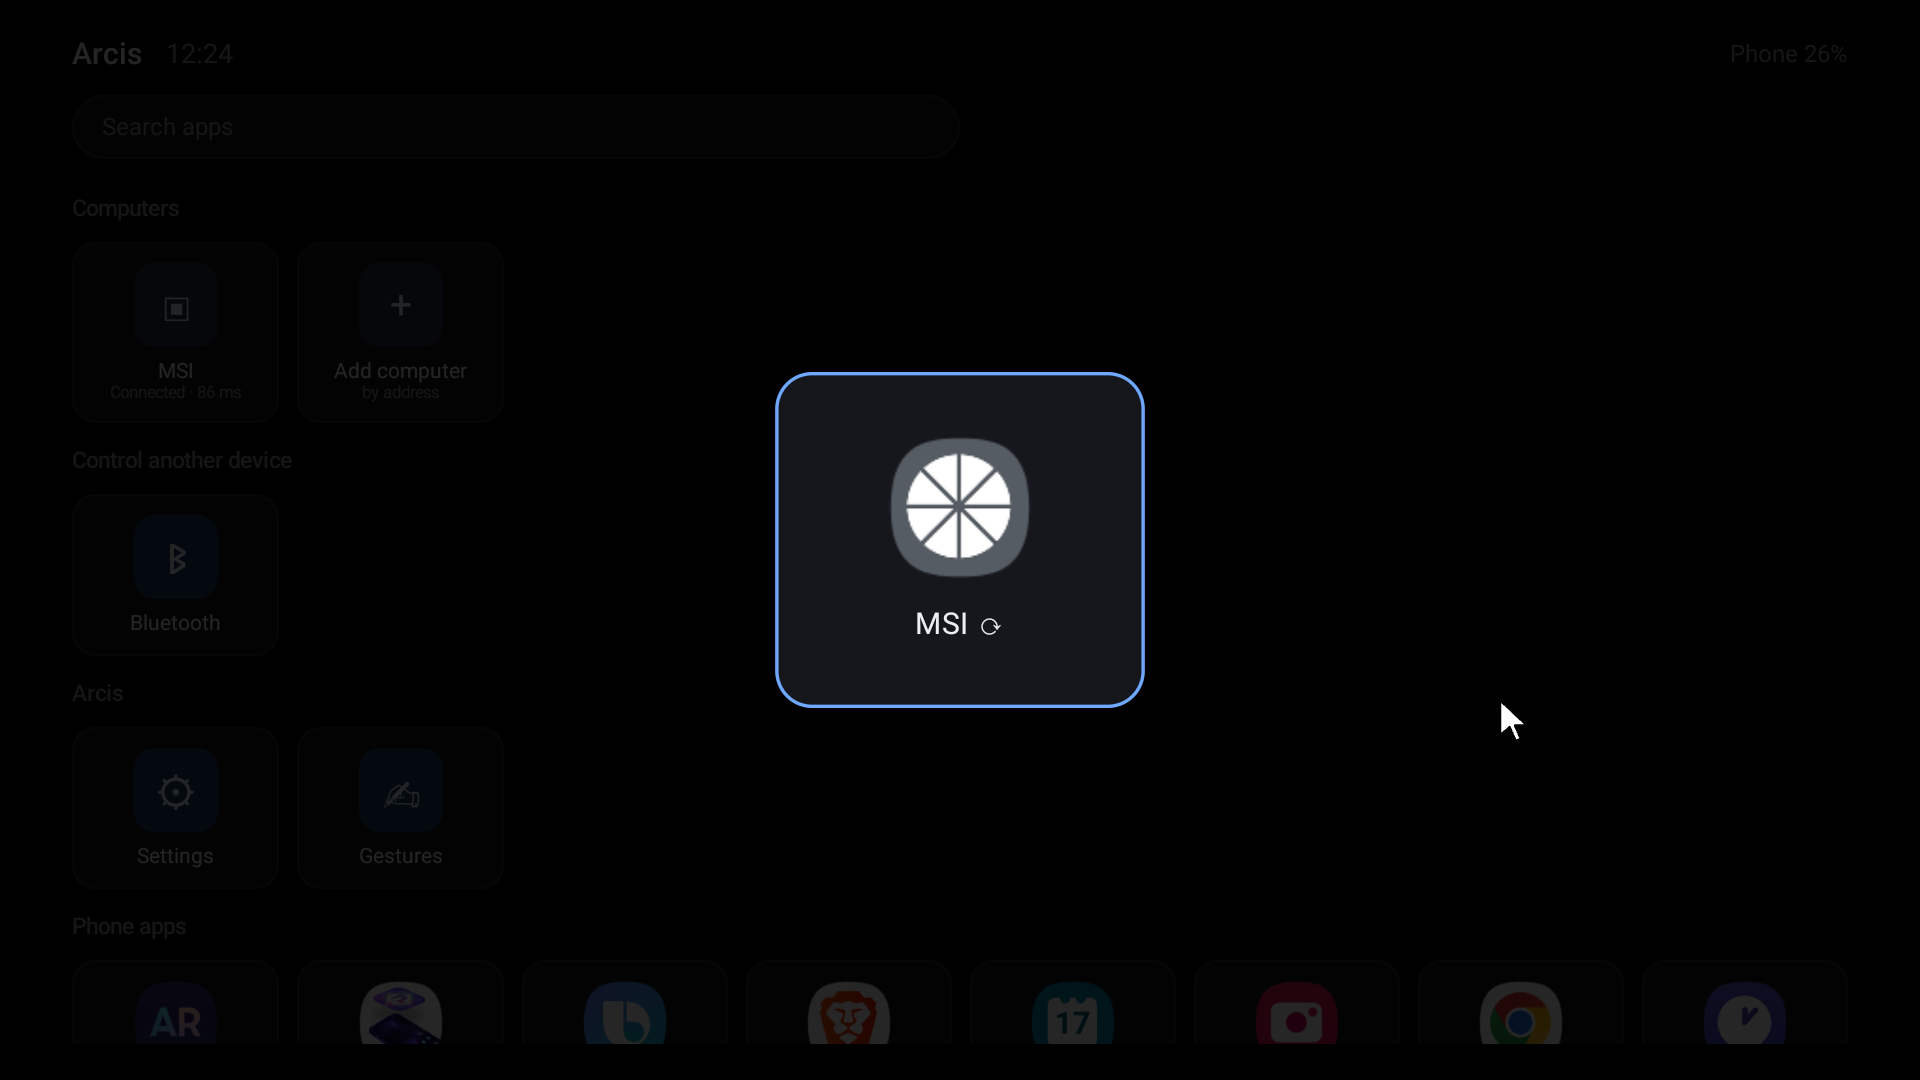 Arcis 12:24 Phone 26%
Search apps
Computers
MSI
Connected · 86 ms
Add computer
by address
Control another device
Bluetooth
MSI
Arcis
Settings
Gestures
Phone apps
AR
17